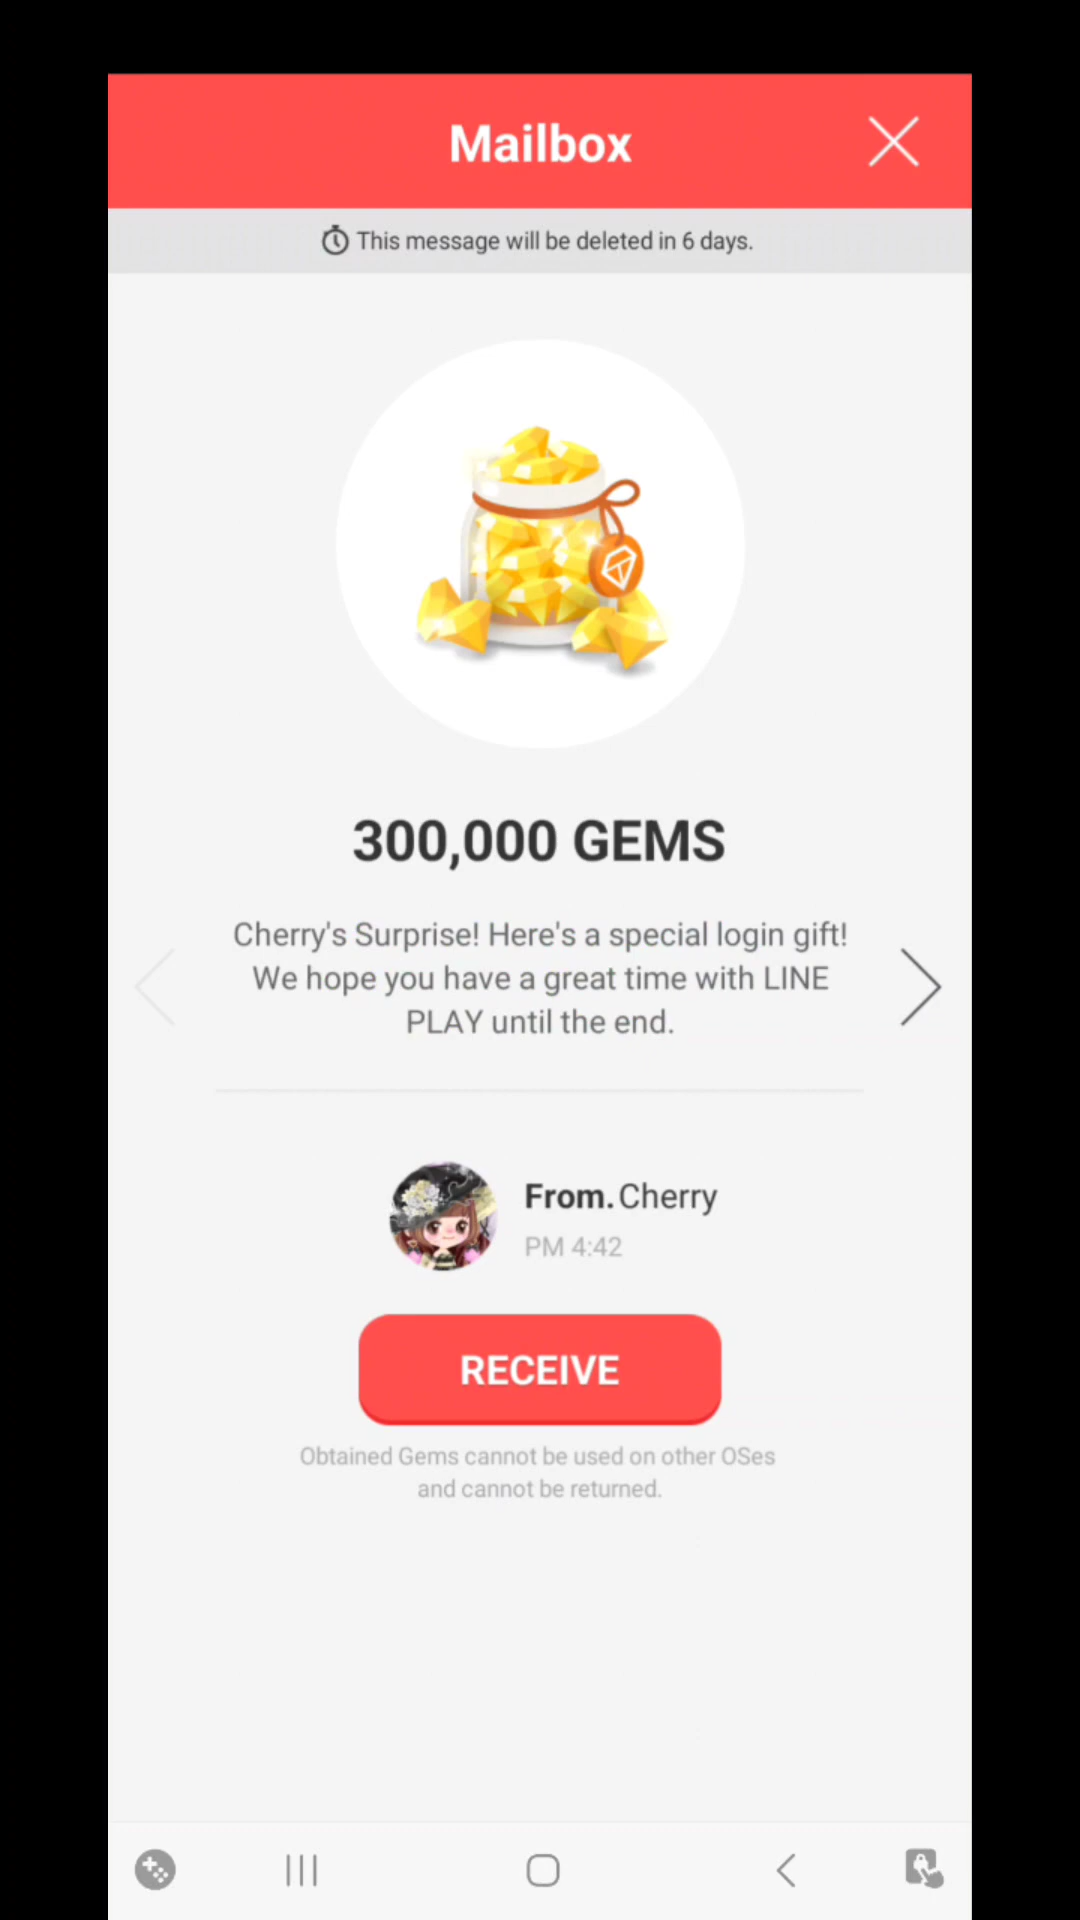 Mailbox
This message will be deleted in 6 days.
300,000 GEMS
Cherry's Surprise! Here's a special login gift!
We hope you have a great time with LINE
PLAY until the end.
From. Cherry
PM 4:42
RECEIVE
Obtained Gems cannot be used on other OSes
and cannot be returned.